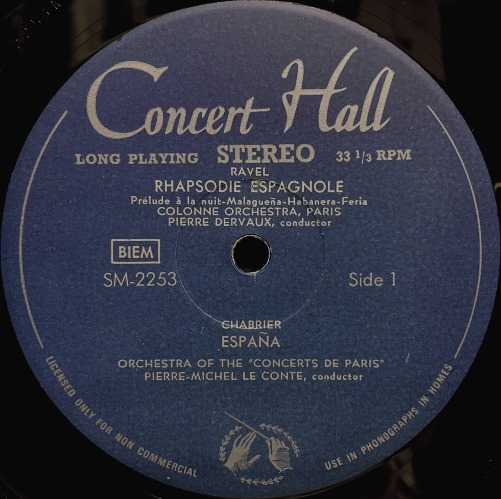 Concert Hall
LONG PLAYING STEREO 33 1/3 RPM
RAVEL
RHAPSODIE ESPAGNOLE
Prélude à la nuit-Malagueña-Habanera-Feria
COLONNE ORCHESTRA, PARIS
PIERRE DERVAUX, conductor
BIEM
SM-2253 Side 1
CHABRIER
ESPAÑA
ORCHESTRA OF THE "CONCERTS DE PARIS"
PIERRE-MICHEL LE CONTE, conductor
LICENSED ONLY FOR NON COMMERCIAL USE IN PHONOGRAPHS IN HOMES